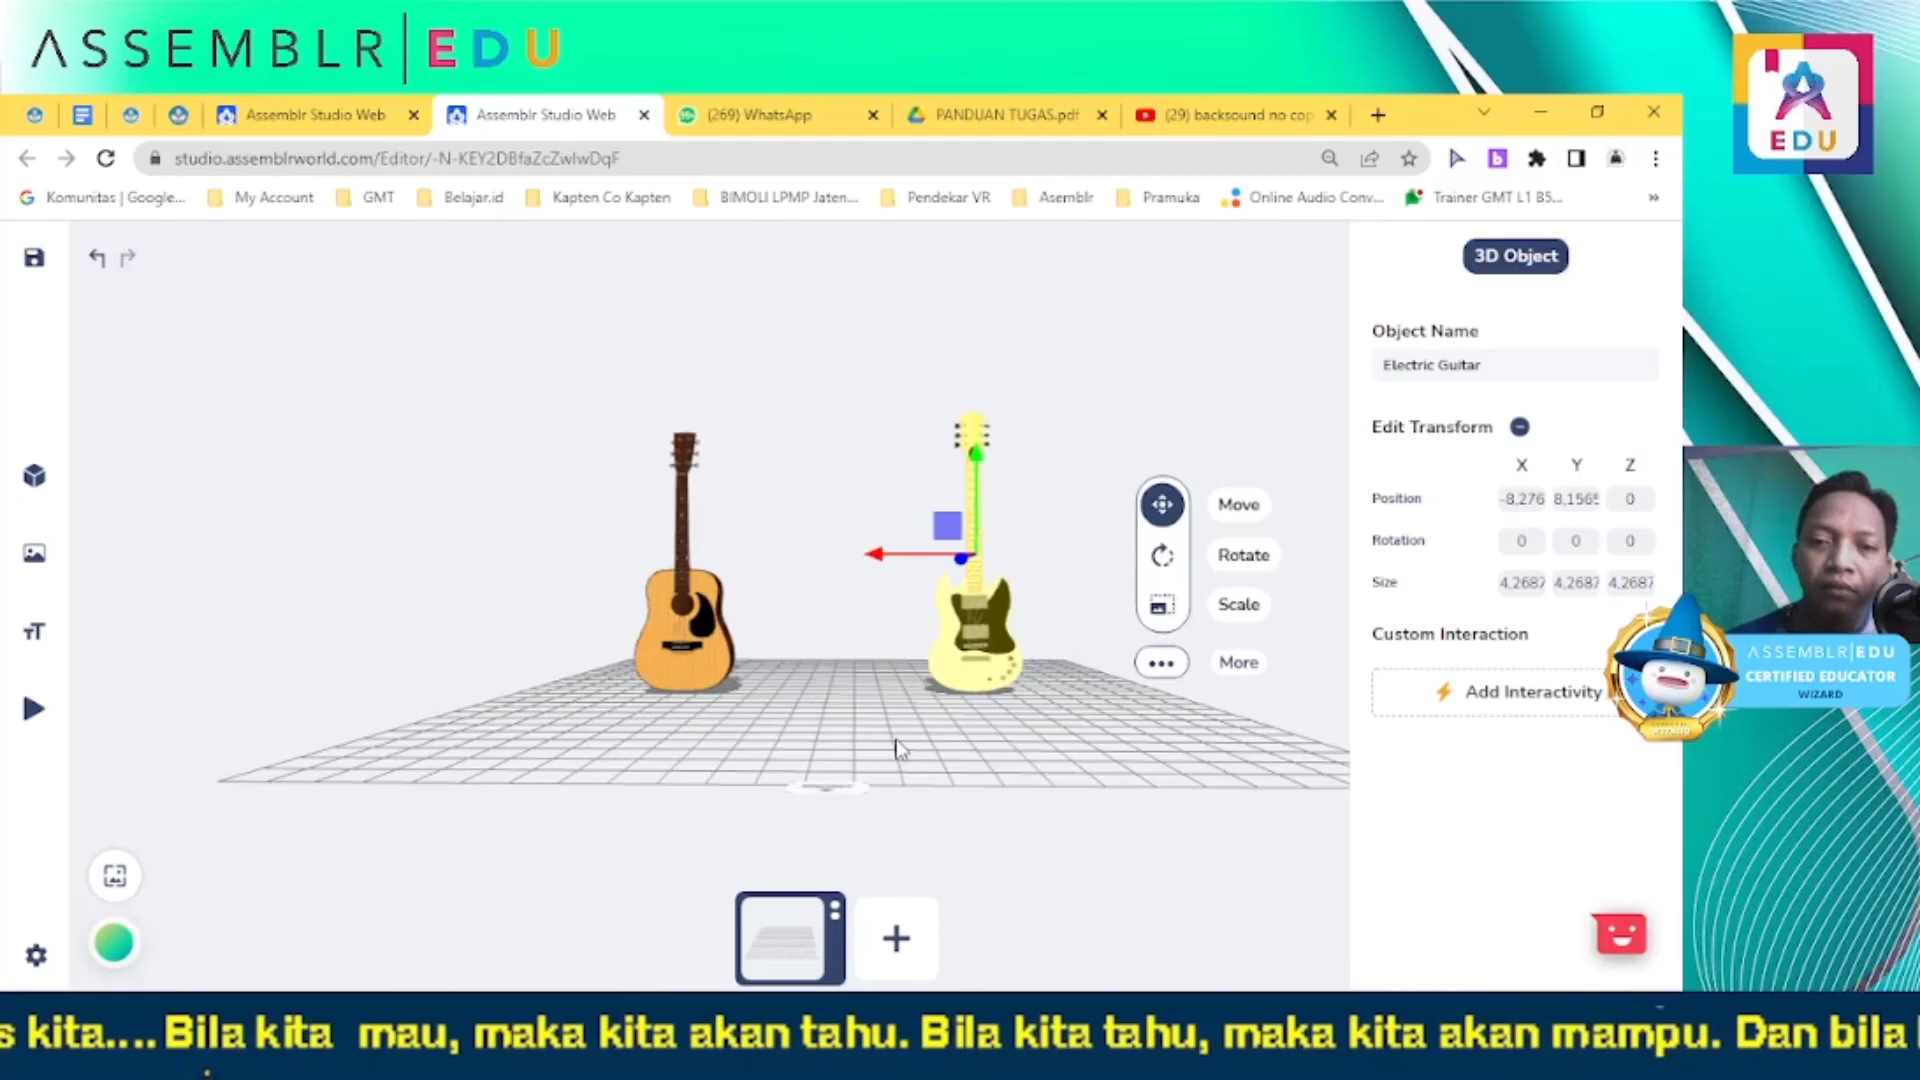 ASSEMBLR|EDU
EDU
Assemblr Studio Web
Assemblr Studio Web
(269) WhatsApp
PANDUAN TUGAS.pdf
(29) backsound no cop
studio.assemblrworld.com/Editor/-N-KEY2DBfaZcZwlwDqF
Komunitas | Google...
My Account
GMT
Belajar.id
Kapten Co Kapten
BIMOLI LPMP Jaten...
Pendekar VR
Asemblr
Pramuka
Online Audio Conv...
Trainer GMT L1 B5...
»
3D Object
Object Name
Electric Guitar
Edit Transform
X Y Z
Position -8,276 8,156 0
Rotation 0 0 0
Size 4,2687 4,2687 4,2687
Move
Rotate
Scale
More
Custom Interaction
Add Interactivity
ASSEMBLR|EDU
CERTIFIED EDUCATOR
WIZARD
s kita.... Bila kita mau, maka kita akan tahu. Bila kita tahu, maka kita akan mampu. Dan bila